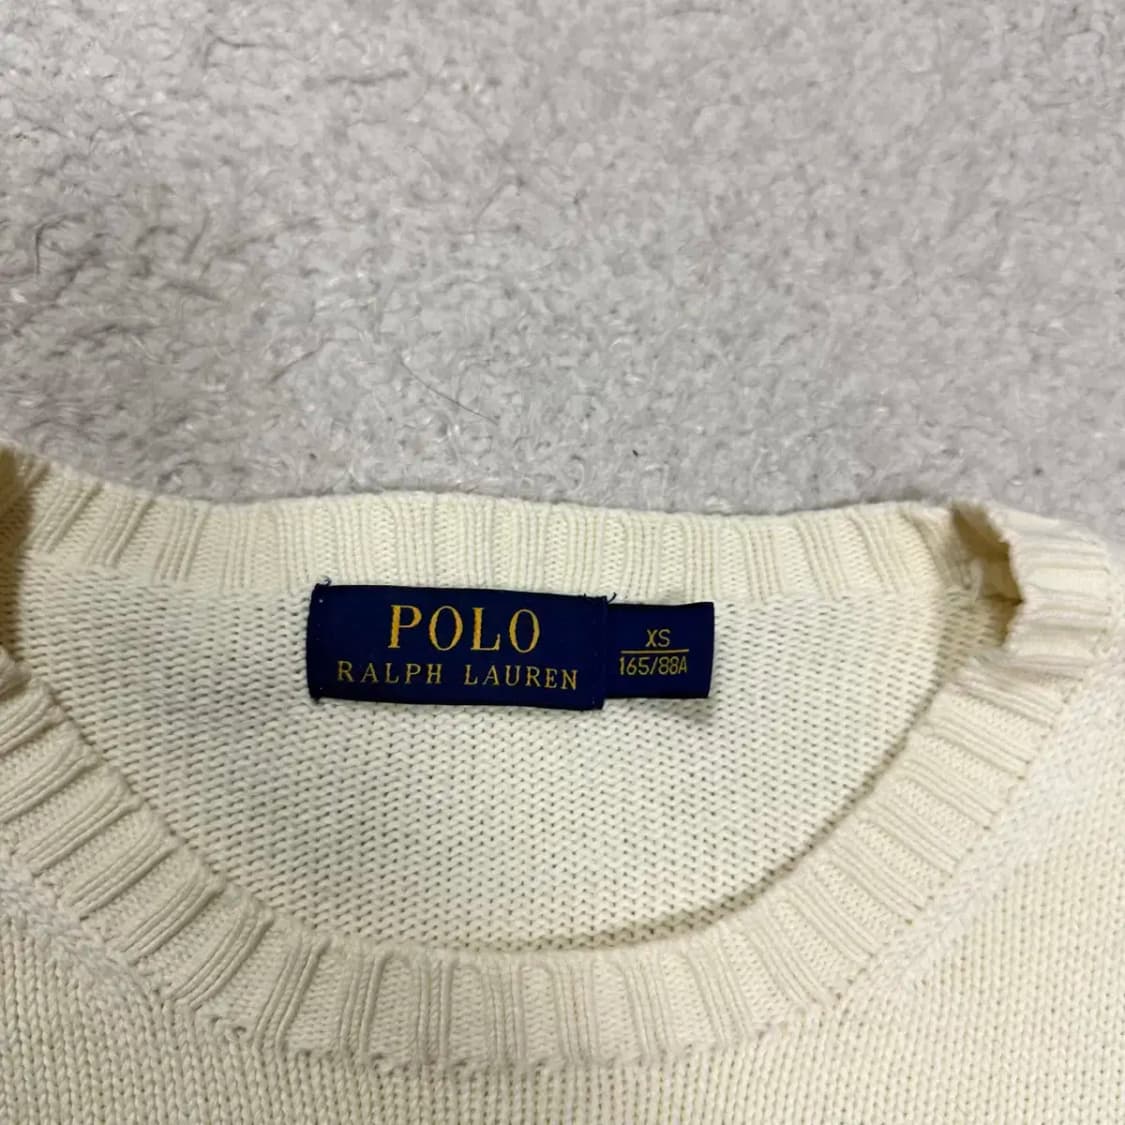 POLO
RALPH LAUREN
XS
165/88A